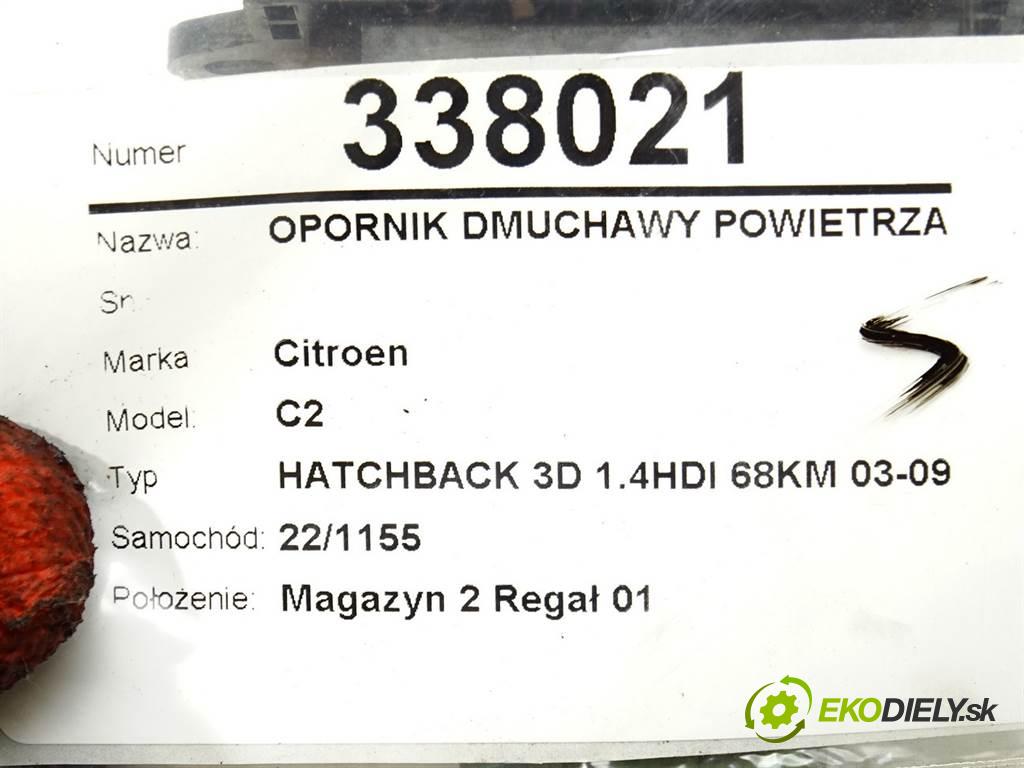 Numer 338021
Nazwa: OPORNIK DMUCHAWY POWIETRZA
Sn:
Marka Citroen
Model: C2
Typ HATCHBACK 3D 1.4HDI 68KM 03-09
Samochód: 22/1155
Położenie: Magazyn 2 Regał 01
S
EKODIELY.sk